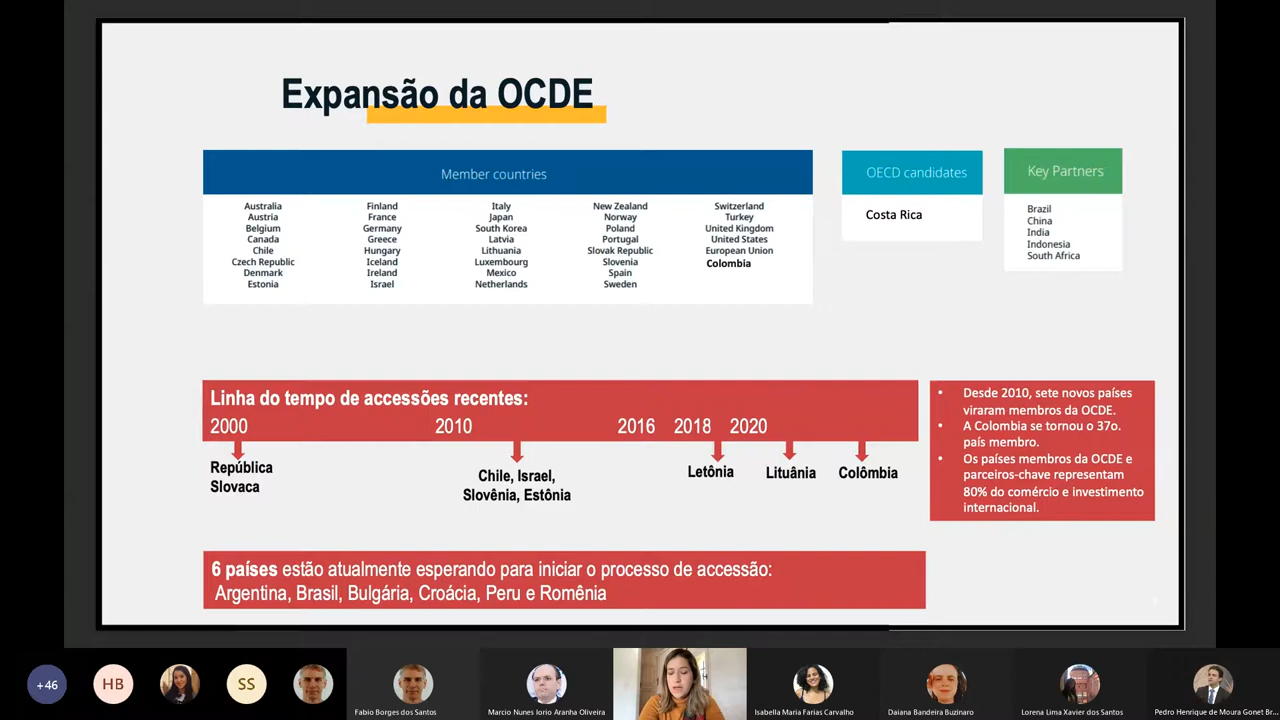 Expansão da OCDE
Member countries
Australia
Austria
Belgium
Canada
Chile
Czech Republic
Denmark
Estonia
Finland
France
Germany
Greece
Hungary
Iceland
Ireland
Israel
Italy
Japan
South Korea
Latvia
Lithuania
Luxembourg
Mexico
Netherlands
New Zealand
Norway
Poland
Portugal
Slovak Republic
Slovenia
Spain
Sweden
Switzerland
Turkey
United Kingdom
United States
European Union
Colombia
OECD candidates
Costa Rica
Key Partners
Brazil
China
India
Indonesia
South Africa
Linha do tempo de accessões recentes:
2000 2010 2016 2018 2020
República
Slovaca
Chile, Israel,
Slovênia, Estônia
Letônia
Lituânia
Colômbia
• Desde 2010, sete novos países
viraram membros da OCDE.
• A Colombia se tornou o 37o.
país membro.
• Os países membros da OCDE e
parceiros-chave representam
80% do comércio e investimento
internacional.
6 países estão atualmente esperando para iniciar o processo de accessão:
Argentina, Brasil, Bulgária, Croácia, Peru e Romênia
+46
HB
SS
Fabio Borges dos Santos
Marcio Nunes Iorio Aranha Oliveira
Isabella Maria Farias Carvalho
Daiana Bandeira Buzinaro
Lorena Lima Xavier dos Santos
Pedro Henrique de Moura Gonet Br...